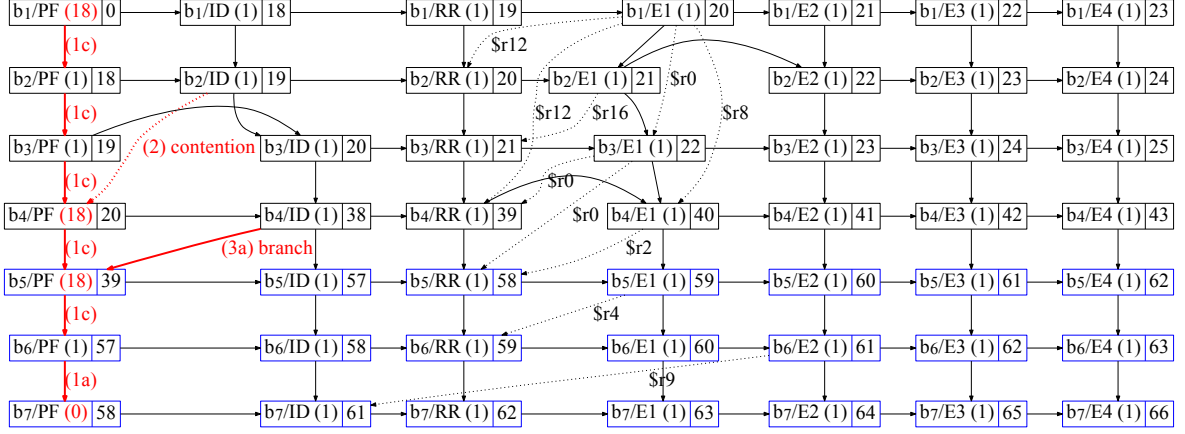 b1/PF (18) 0 b1/ID (1) 18 b1/RR (1) 19 b1/E1 (1) 20 b1/E2 (1) 21 b1/E3 (1) 22 b1/E4 (1) 23
(1c) $r12
b2/PF (1) 18 b2/ID (1) 19 b2/RR (1) 20 b2/E1 (1) 21 $r0 b2/E2 (1) 22 b2/E3 (1) 23 b2/E4 (1) 24
(1c) $r12 $r16 $r8
b3/PF (1) 19 (2) contention b3/ID (1) 20 b3/RR (1) 21 b3/E1 (1) 22 b3/E2 (1) 23 b3/E3 (1) 24 b3/E4 (1) 25
(1c) $r0
b4/PF (18) 20 b4/ID (1) 38 b4/RR (1) 39 $r0 b4/E1 (1) 40 b4/E2 (1) 41 b4/E3 (1) 42 b4/E4 (1) 43
(1c) (3a) branch $r2
b5/PF (18) 39 b5/ID (1) 57 b5/RR (1) 58 b5/E1 (1) 59 b5/E2 (1) 60 b5/E3 (1) 61 b5/E4 (1) 62
(1c) $r4
b6/PF (1) 57 b6/ID (1) 58 b6/RR (1) 59 b6/E1 (1) 60 b6/E2 (1) 61 b6/E3 (1) 62 b6/E4 (1) 63
(1a) $r9
b7/PF (0) 58 b7/ID (1) 61 b7/RR (1) 62 b7/E1 (1) 63 b7/E2 (1) 64 b7/E3 (1) 65 b7/E4 (1) 66